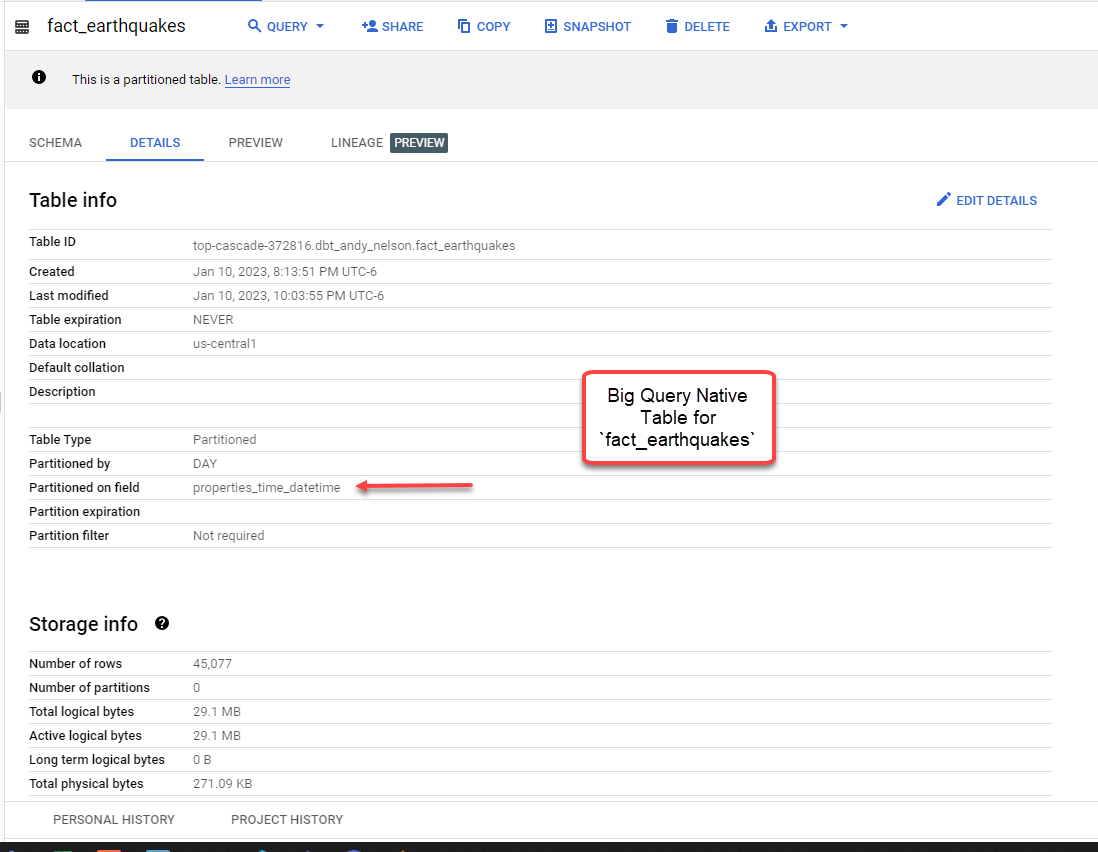 fact_earthquakes QUERY SHARE COPY SNAPSHOT DELETE EXPORT
This is a partitioned table. Learn more
SCHEMA DETAILS PREVIEW LINEAGE PREVIEW
Table info EDIT DETAILS
Table ID top-cascade-372816.dbt_andy_nelson.fact_earthquakes
Created Jan 10, 2023, 8:13:51 PM UTC-6
Last modified Jan 10, 2023, 10:03:55 PM UTC-6
Table expiration NEVER
Data location us-central1
Default collation
Description
Big Query Native
Table for
`fact_earthquakes`
Table Type Partitioned
Partitioned by DAY
Partitioned on field properties_time_datetime
Partition expiration
Partition filter Not required
Storage info ?
Number of rows 45,077
Number of partitions 0
Total logical bytes 29.1 MB
Active logical bytes 29.1 MB
Long term logical bytes 0 B
Total physical bytes 271.09 KB
PERSONAL HISTORY PROJECT HISTORY